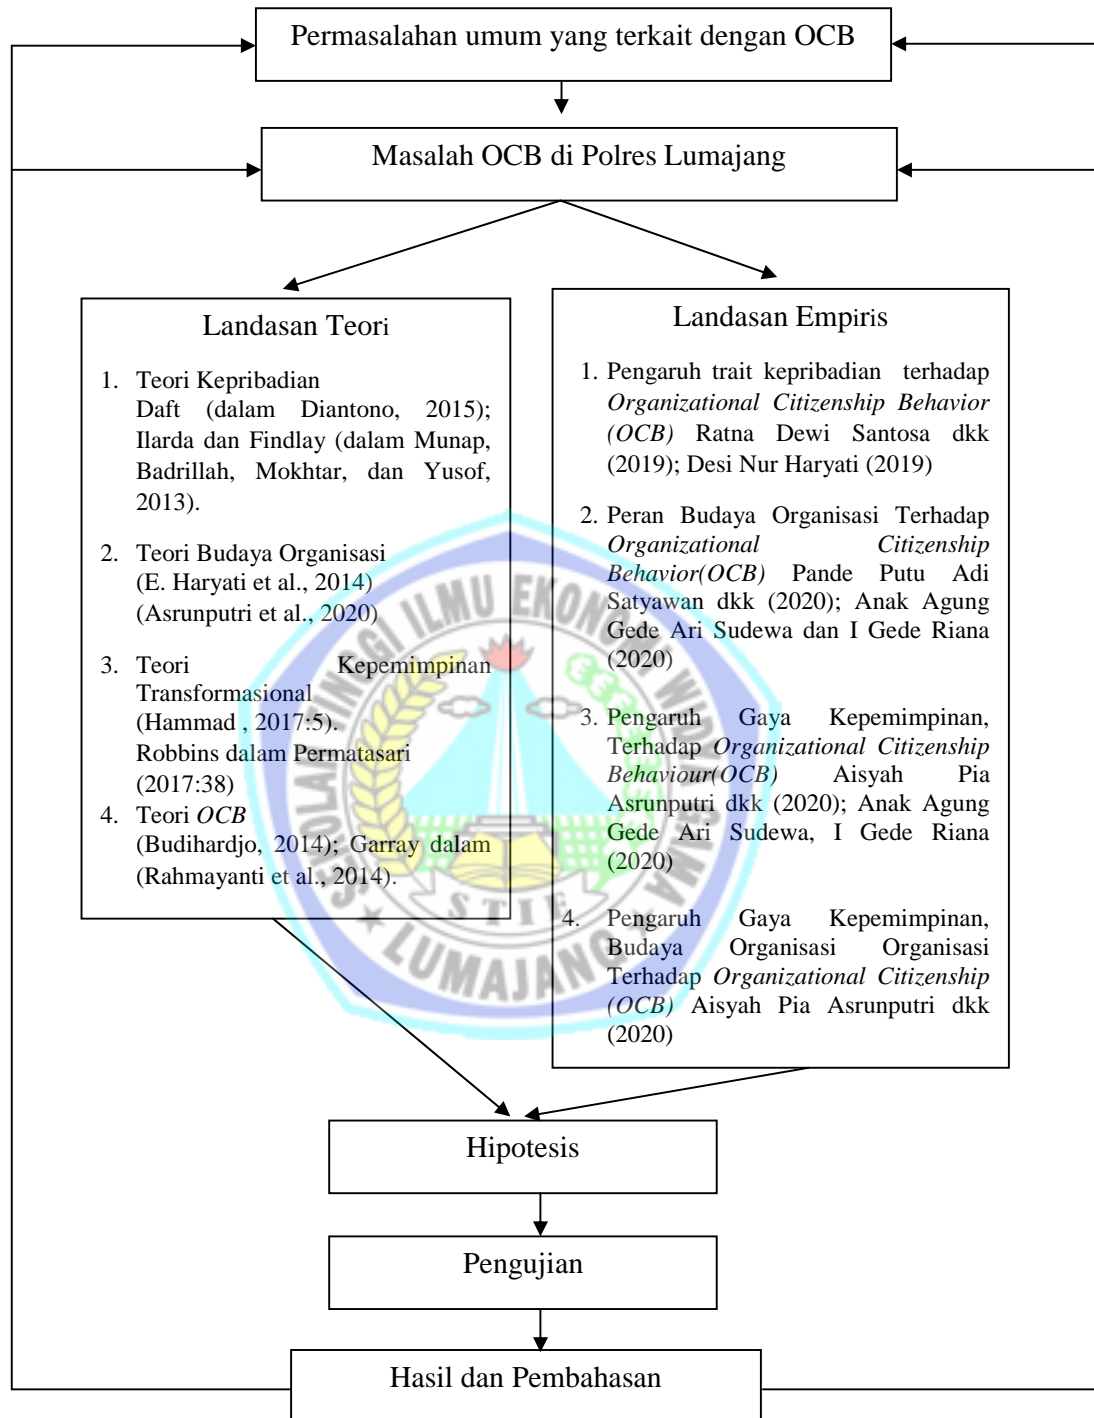 Permasalahan umum yang terkait dengan OCB
Masalah OCB di Polres Lumajang
Landasan Teori
1. Teori Kepribadian
Daft (dalam Diantono, 2015);
Ilarda dan Findlay (dalam Munap,
Badrillah, Mokhtar, dan Yusof,
2013).
2. Teori Budaya Organisasi
(E. Haryati et al., 2014)
(Asrunputri et al., 2020)
3. Teori Kepemimpinan
Transformasional
(Hammad , 2017:5).
Robbins dalam Permatasari
(2017:38)
4. Teori OCB
(Budihardjo, 2014); Garray dalam
(Rahmayanti et al., 2014).
Landasan Empiris
1. Pengaruh trait kepribadian terhadap
Organizational Citizenship Behavior
(OCB) Ratna Dewi Santosa dkk
(2019); Desi Nur Haryati (2019)
2. Peran Budaya Organisasi Terhadap
Organizational Citizenship
Behavior(OCB) Pande Putu Adi
Satyawan dkk (2020); Anak Agung
Gede Ari Sudewa dan I Gede Riana
(2020)
3. Pengaruh Gaya Kepemimpinan,
Terhadap Organizational Citizenship
Behaviour(OCB) Aisyah Pia
Asrunputri dkk (2020); Anak Agung
Gede Ari Sudewa, I Gede Riana
(2020)
4. Pengaruh Gaya Kepemimpinan,
Budaya Organisasi Organisasi
Terhadap Organizational Citizenship
(OCB) Aisyah Pia Asrunputri dkk
(2020)
SEKOLAH TINGGI ILMU EKONOMI WIDYA GAMA
STIE
LUMAJANG
Hipotesis
Pengujian
Hasil dan Pembahasan